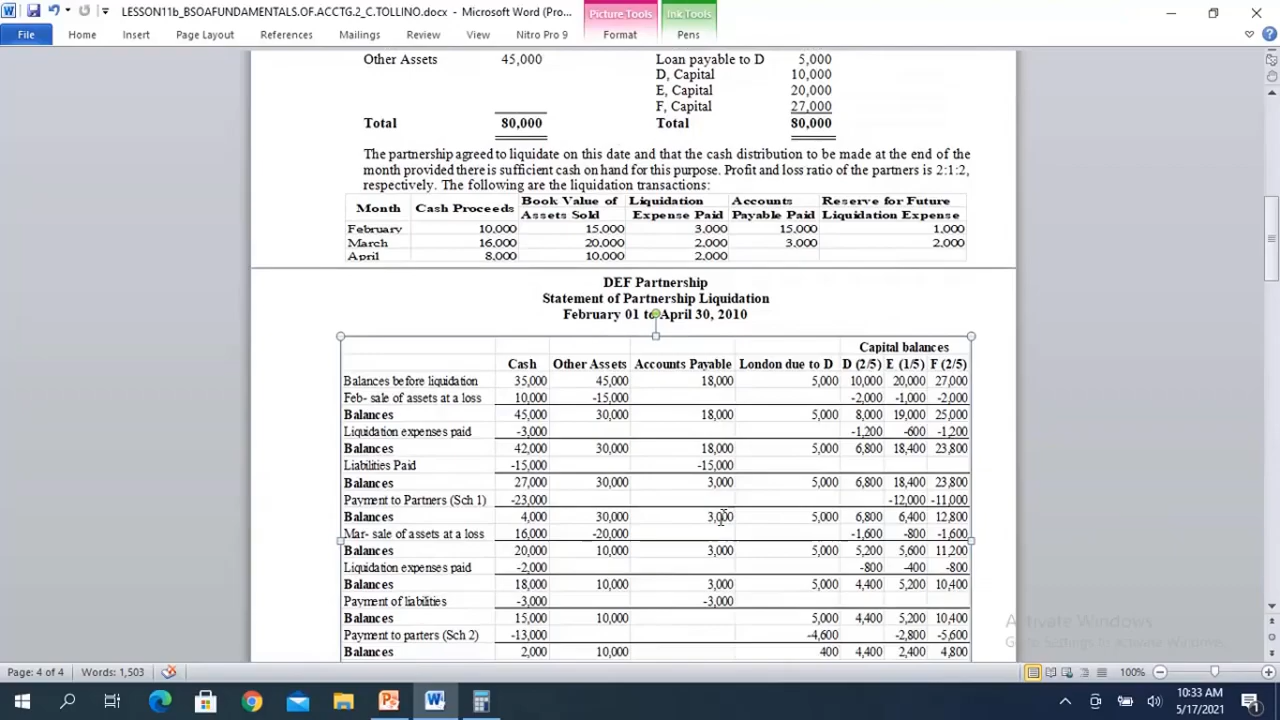 LESSON11b_BSOAFUNDAMENTALS.OF.ACCTG.2_C.TOLLINO.docx - Microsoft Word (Pro... Picture Tools Ink Tools
File Home Insert Page Layout References Mailings Review View Nitro Pro 9 Format Pens
Other Assets 45,000 Loan payable to D 5,000
D, Capital 10,000
E, Capital 20,000
F, Capital 27,000
Total 80,000 Total 80,000
The partnership agreed to liquidate on this date and that the cash distribution to be made at the end of the
month provided there is sufficient cash on hand for this purpose. Profit and loss ratio of the partners is 2:1:2,
respectively. The following are the liquidation transactions:
Month Cash Proceeds Book Value of Assets Sold Liquidation Expense Paid Accounts Payable Paid Reserve for Future Liquidation Expense
February 10,000 15,000 3,000 15,000 1,000
March 16,000 20,000 2,000 3,000 2,000
April 8,000 10,000 2,000
DEF Partnership
Statement of Partnership Liquidation
February 01 to April 30, 2010
Capital balances
Cash Other Assets Accounts Payable London due to D D (2/5) E (1/5) F (2/5)
Balances before liquidation 35,000 45,000 18,000 5,000 10,000 20,000 27,000
Feb- sale of assets at a loss 10,000 -15,000 -2,000 -1,000 -2,000
Balances 45,000 30,000 18,000 5,000 8,000 19,000 25,000
Liquidation expenses paid -3,000 -1,200 -600 -1,200
Balances 42,000 30,000 18,000 5,000 6,800 18,400 23,800
Liabilities Paid -15,000 -15,000
Balances 27,000 30,000 3,000 5,000 6,800 18,400 23,800
Payment to Partners (Sch 1) -23,000 -12,000 -11,000
Balances 4,000 30,000 3,000 5,000 6,800 6,400 12,800
Mar- sale of assets at a loss 16,000 -20,000 -1,600 -800 -1,600
Balances 20,000 10,000 3,000 5,000 5,200 5,600 11,200
Liquidation expenses paid -2,000 -800 -400 -800
Balances 18,000 10,000 3,000 5,000 4,400 5,200 10,400
Payment of liabilities -3,000 -3,000
Balances 15,000 10,000 5,000 4,400 5,200 10,400
Payment to parters (Sch 2) -13,000 -4,600 -2,800 -5,600
Balances 2,000 10,000 400 4,400 2,400 4,800
Activate Windows
Go to Settings to activate Windows.
Page: 4 of 4 Words: 1,503 100%
10:33 AM
5/17/2021